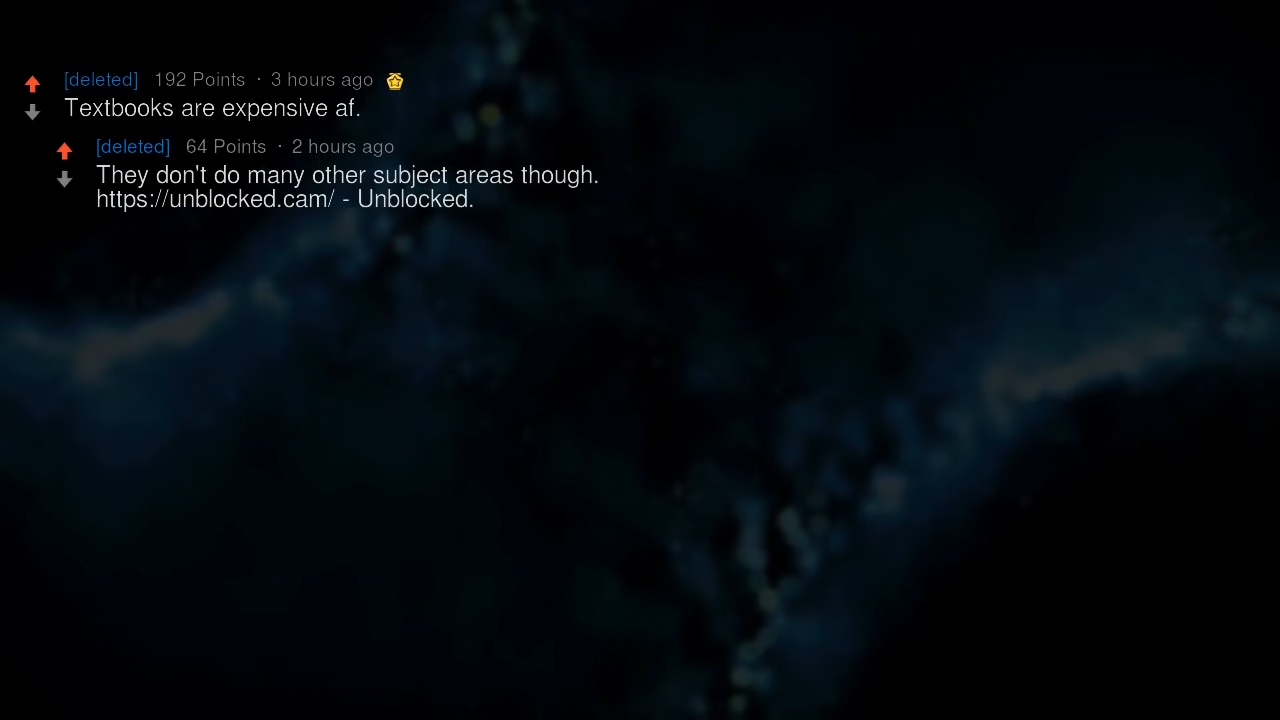 [deleted] 192 Points · 3 hours ago
Textbooks are expensive af.
[deleted] 64 Points · 2 hours ago
They don't do many other subject areas though.
https://unblocked.cam/ - Unblocked.